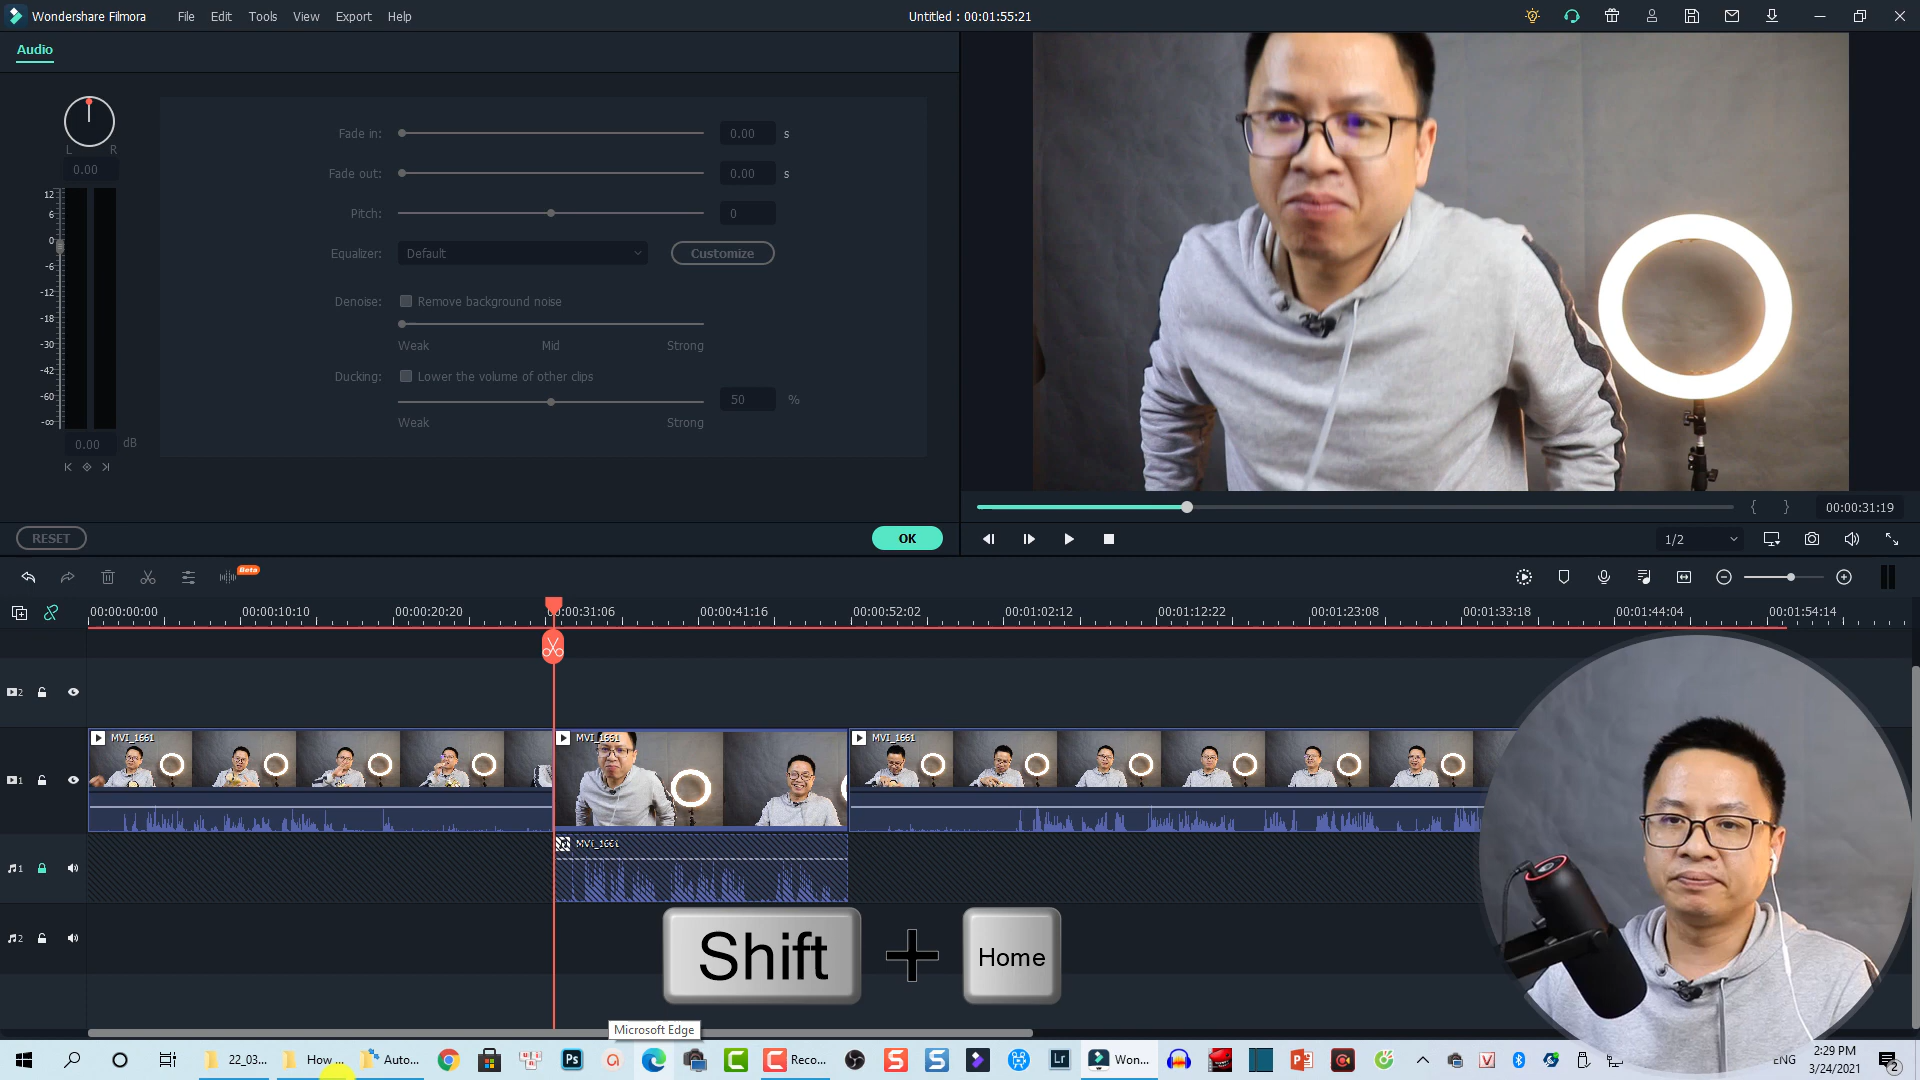 Wondershare Filmora File Edit Tools View Export Help Untitled : 00:01:55:21
Audio
L R
0.00
12
6
0
-6
-12
-18
-30
-42
-60
-∞
0.00 dB
Fade in: 0.00 s
Fade out: 0.00 s
Pitch: 0
Equalizer: Default Customize
Denoise: Remove background noise
Weak Mid Strong
Ducking: Lower the volume of other clips
50 %
Weak Strong
RESET OK
{ } 00:00:31:19
1/2
Beta
00:00:00:00 00:00:10:10 00:00:20:20 00:00:31:06 00:00:41:16 00:00:52:02 00:01:02:12 00:01:12:22 00:01:23:08 00:01:33:18 00:01:44:04 00:01:54:14
2
MVI_1661 MVI_1661 MVI_1661
1
MVI_1661
1
2
Shift + Home
Microsoft Edge
22_03... How ... Auto... Ps Reco... Lr Won... ENG 2:29 PM
3/24/2021 2